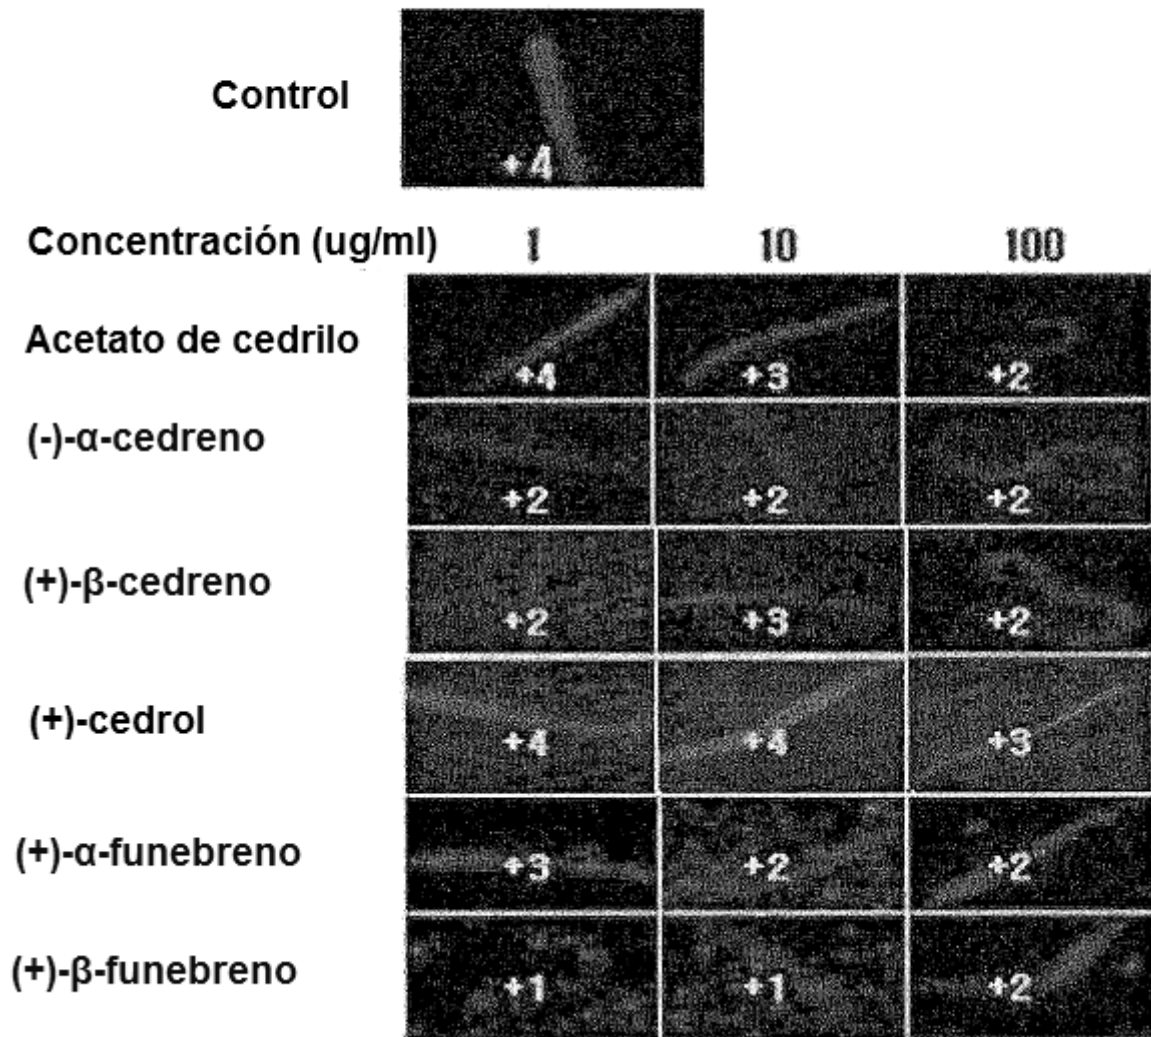 Control
+4
Concentración (ug/ml) 1 10 100
Acetato de cedrilo +4 +3 +2
(-)-α-cedreno +2 +2 +2
(+)-β-cedreno +2 +3 +2
(+)-cedrol +4 +4 +3
(+)-α-funebreno +3 +2 +2
(+)-β-funebreno +1 +1 +2